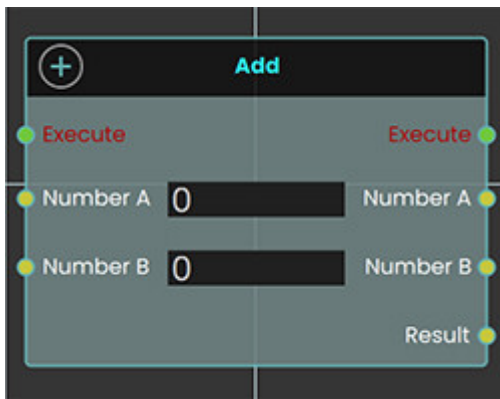 Add
Execute Execute
Number A 0 Number A
Number B 0 Number B
Result